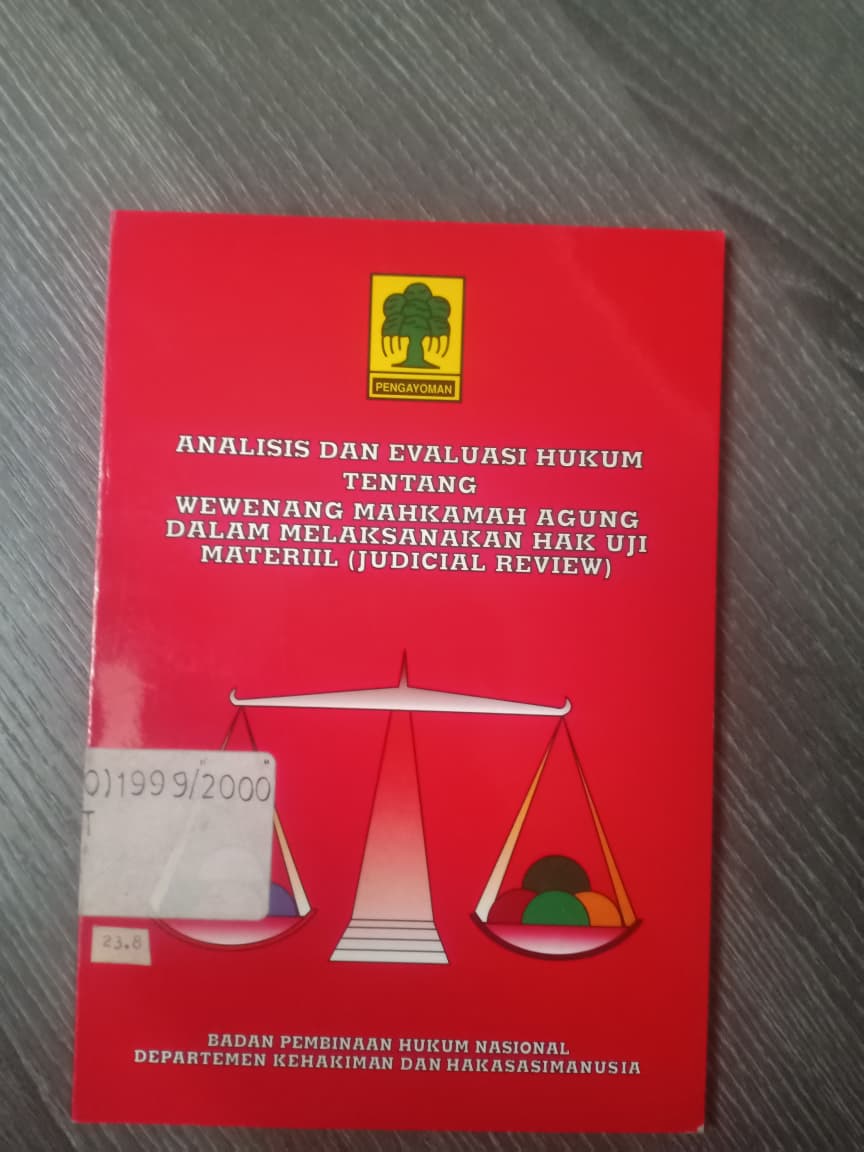 PENGAYOMAN
ANALISIS DAN EVALUASI HUKUM
TENTANG
WEWENANG MAHKAMAH AGUNG
DALAM MELAKSANAKAN HAK UJI
MATERIIL (JUDICIAL REVIEW)
0)1999/2000
T
23.8
BADAN PEMBINAAN HUKUM NASIONAL
DEPARTEMEN KEHAKIMAN DAN HAKASASIMANUSIA